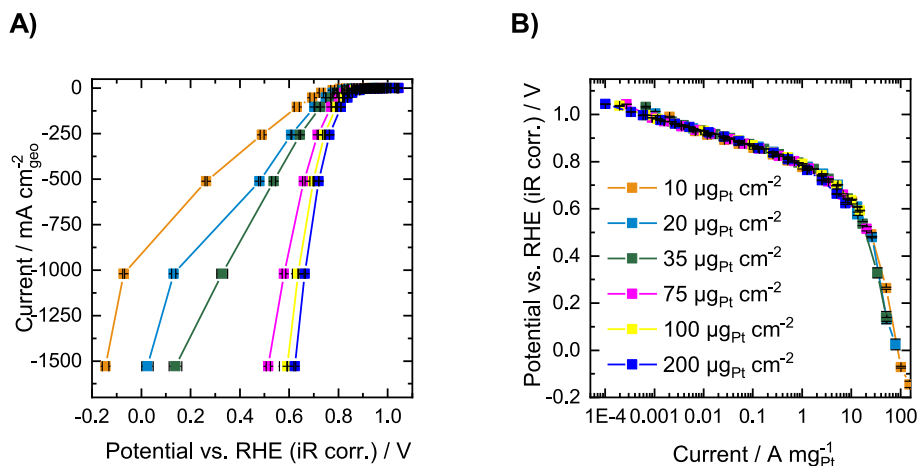 A)
0
-250
-500
-750
-1000
-1250
-1500
Current / mA cm⁻²geo
-0.2 0.0 0.2 0.4 0.6 0.8 1.0
Potential vs. RHE (iR corr.) / V
B)
1.2
1.0
0.8
0.6
0.4
0.2
0.0
-0.2
Potential vs. RHE (iR corr.) / V
10 µgPt cm⁻²
20 µgPt cm⁻²
35 µgPt cm⁻²
75 µgPt cm⁻²
100 µgPt cm⁻²
200 µgPt cm⁻²
1E-4 0.001 0.01 0.1 1 10 100
Current / A mg⁻¹Pt